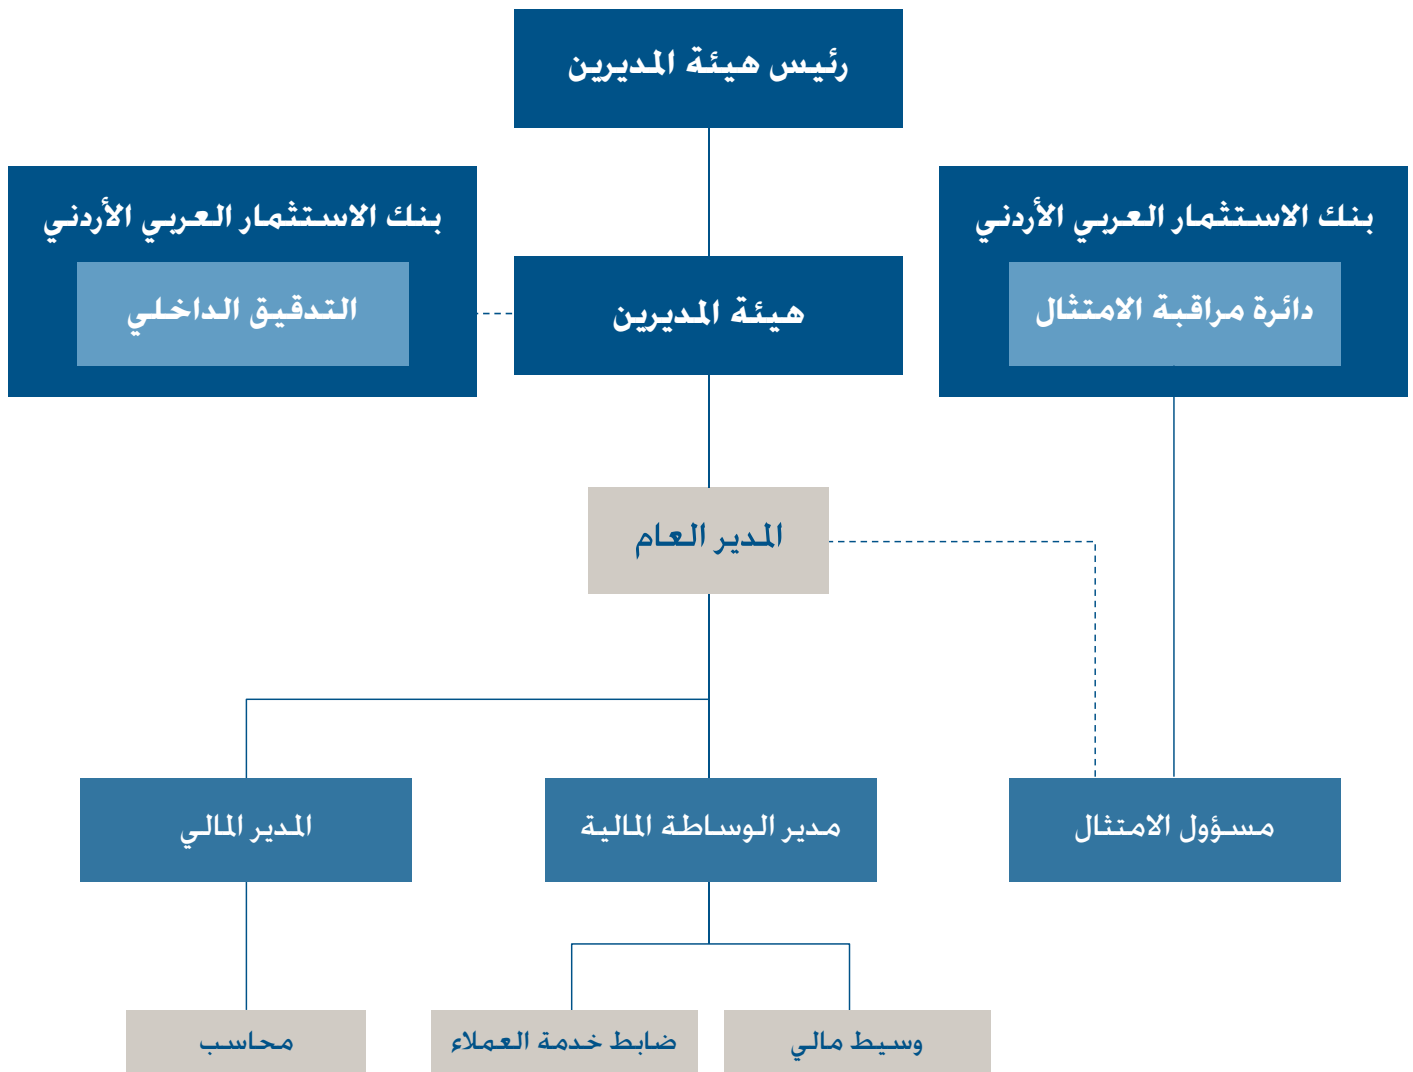 رئيس هيئة المديرين
بنك الاستثمار العربي الأردني
دائرة مراقبة الامتثال
هيئة المديرين
بنك الاستثمار العربي الأردني
التدقيق الداخلي
المدير العام
مسؤول الامتثال
مدير الوساطة المالية
المدير المالي
وسيط مالي
ضابط خدمة العملاء
محاسب